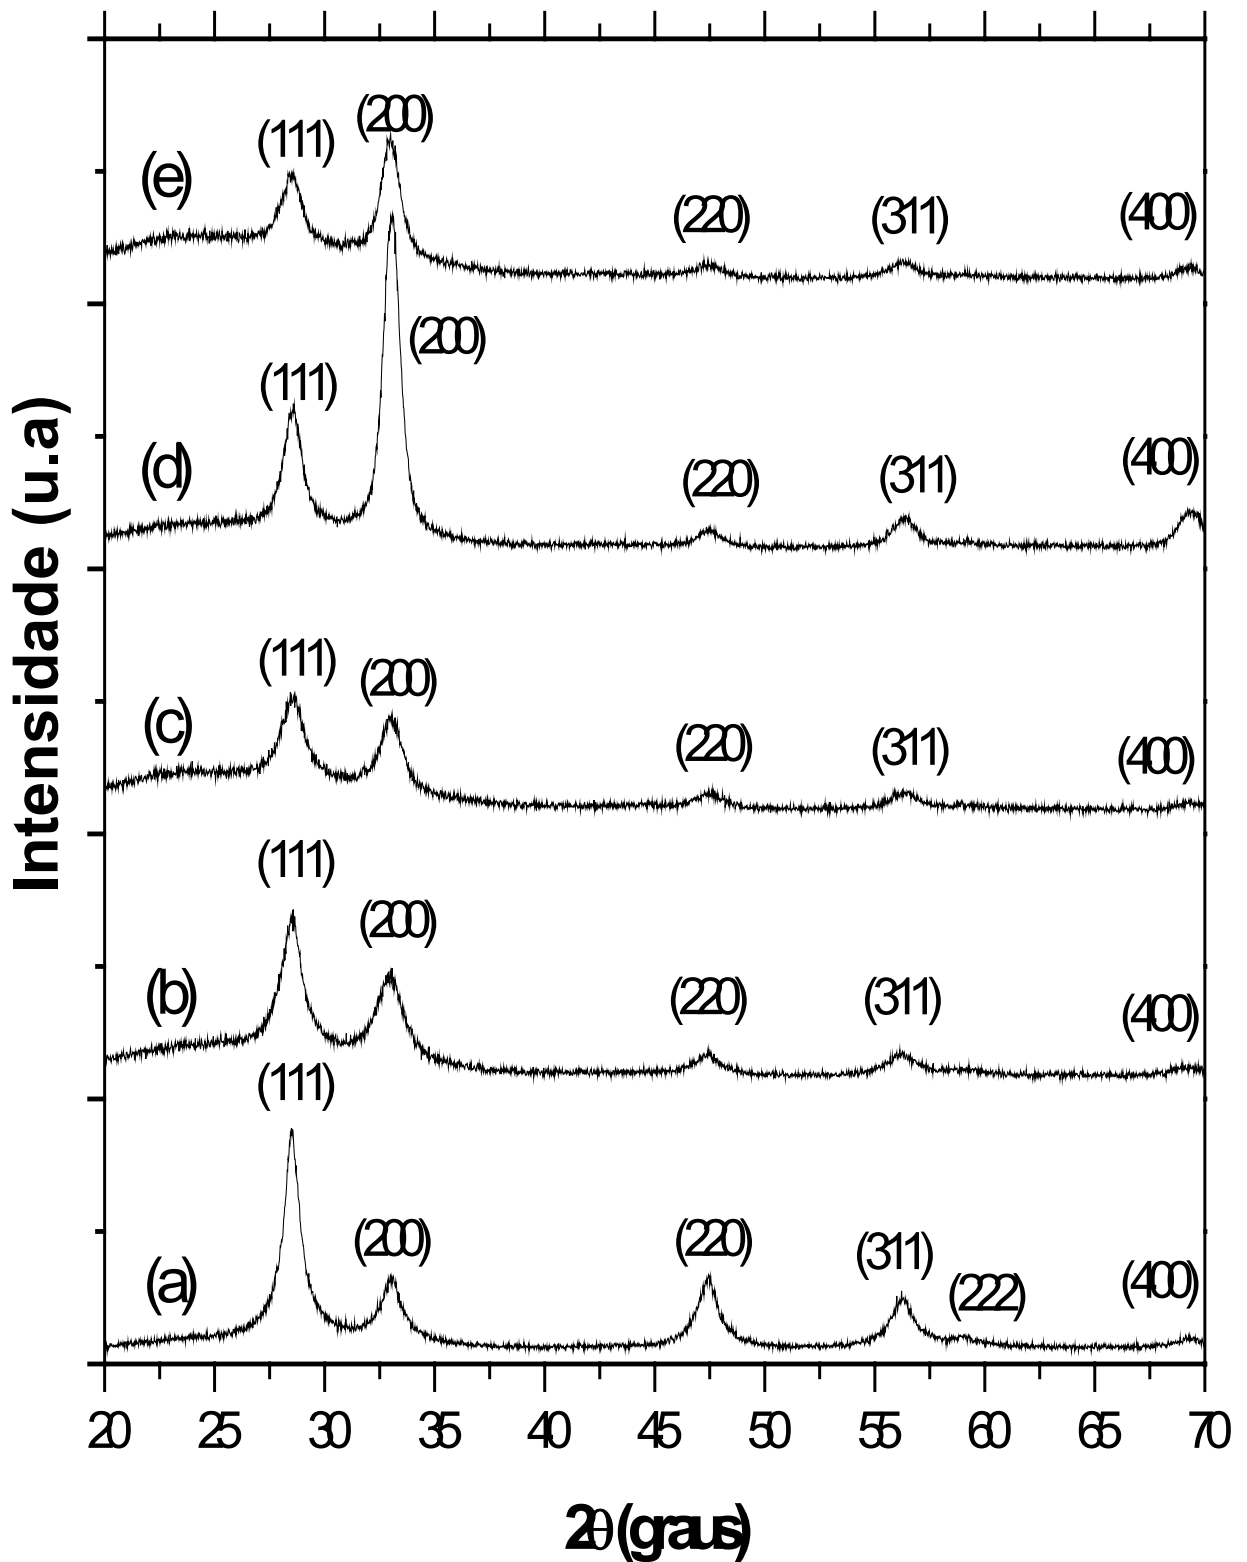 (111) (200)
(e)
(220) (311) (400)
(200)
(111)
(d)
(220) (311) (400)
(111) (200)
(c)
(220) (311) (400)
(111)
(200)
(b)
(220) (311) (400)
(111)
(200) (220) (311) (222) (400)
(a)
Intensidade (u.a)
20 25 30 35 40 45 50 55 60 65 70
2θ (graus)